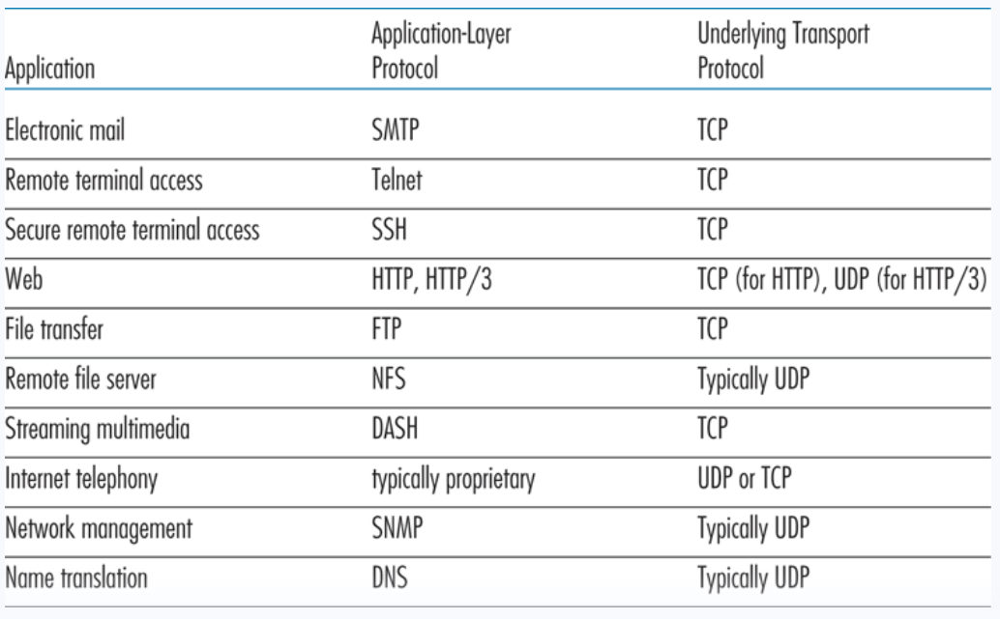 Application Application-Layer Protocol Underlying Transport Protocol
Electronic mail SMTP TCP
Remote terminal access Telnet TCP
Secure remote terminal access SSH TCP
Web HTTP, HTTP/3 TCP (for HTTP), UDP (for HTTP/3)
File transfer FTP TCP
Remote file server NFS Typically UDP
Streaming multimedia DASH TCP
Internet telephony typically proprietary UDP or TCP
Network management SNMP Typically UDP
Name translation DNS Typically UDP